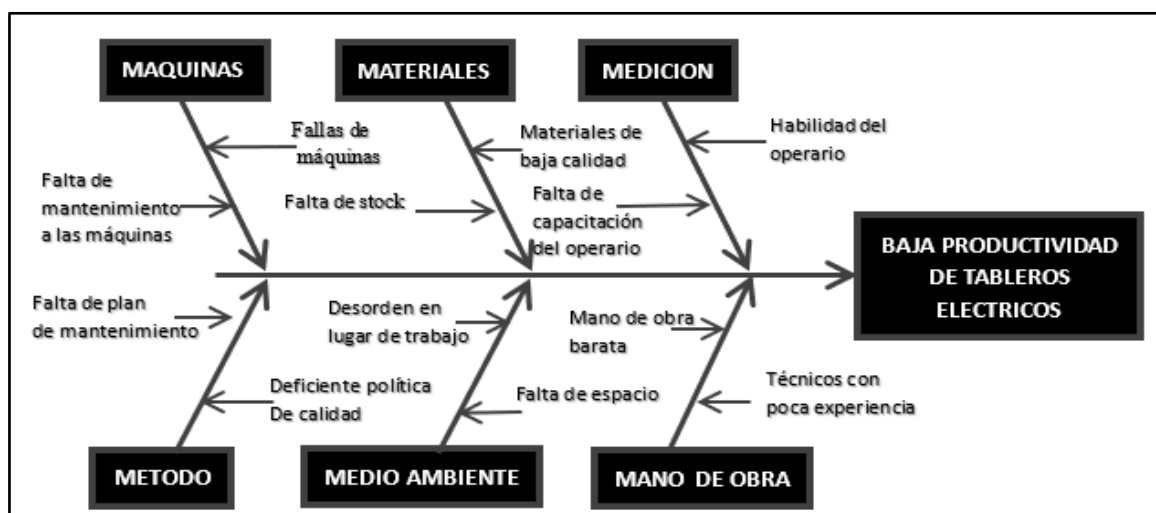 MAQUINAS
MATERIALES
MEDICION
Fallas de
máquinas
Materiales de
baja calidad
Habilidad del
operario
Falta de
mantenimiento
a las máquinas
Falta de stock
Falta de
capacitación
del operario
BAJA PRODUCTIVIDAD
DE TABLEROS
ELECTRICOS
Falta de plan
de mantenimiento
Desorden en
lugar de trabajo
Mano de obra
barata
Deficiente política
De calidad
Falta de espacio
Técnicos con
poca experiencia
METODO
MEDIO AMBIENTE
MANO DE OBRA